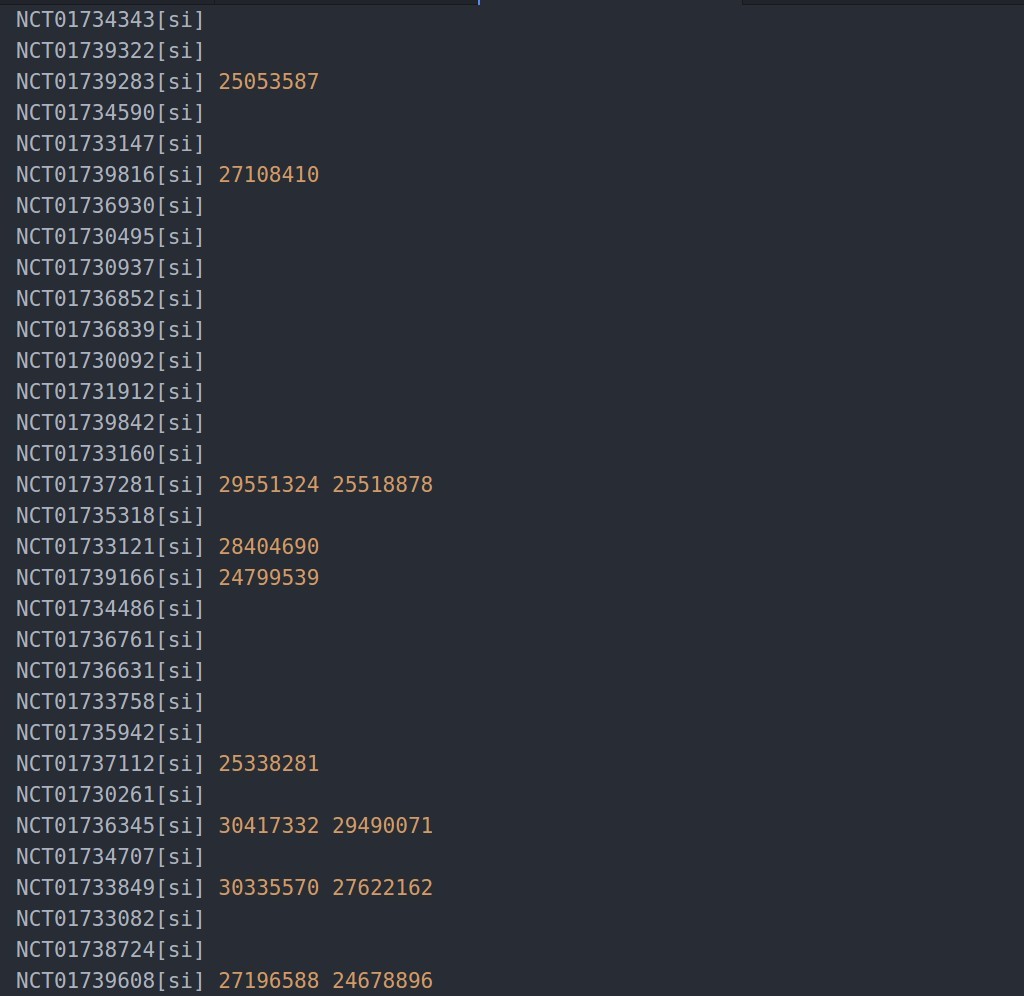 NCT01734343[si]
NCT01739322[si]
NCT01739283[si] 25053587
NCT01734590[si]
NCT01733147[si]
NCT01739816[si] 27108410
NCT01736930[si]
NCT01730495[si]
NCT01730937[si]
NCT01736852[si]
NCT01736839[si]
NCT01730092[si]
NCT01731912[si]
NCT01739842[si]
NCT01733160[si]
NCT01737281[si] 29551324 25518878
NCT01735318[si]
NCT01733121[si] 28404690
NCT01739166[si] 24799539
NCT01734486[si]
NCT01736761[si]
NCT01736631[si]
NCT01733758[si]
NCT01735942[si]
NCT01737112[si] 25338281
NCT01730261[si]
NCT01736345[si] 30417332 29490071
NCT01734707[si]
NCT01733849[si] 30335570 27622162
NCT01733082[si]
NCT01738724[si]
NCT01739608[si] 27196588 24678896